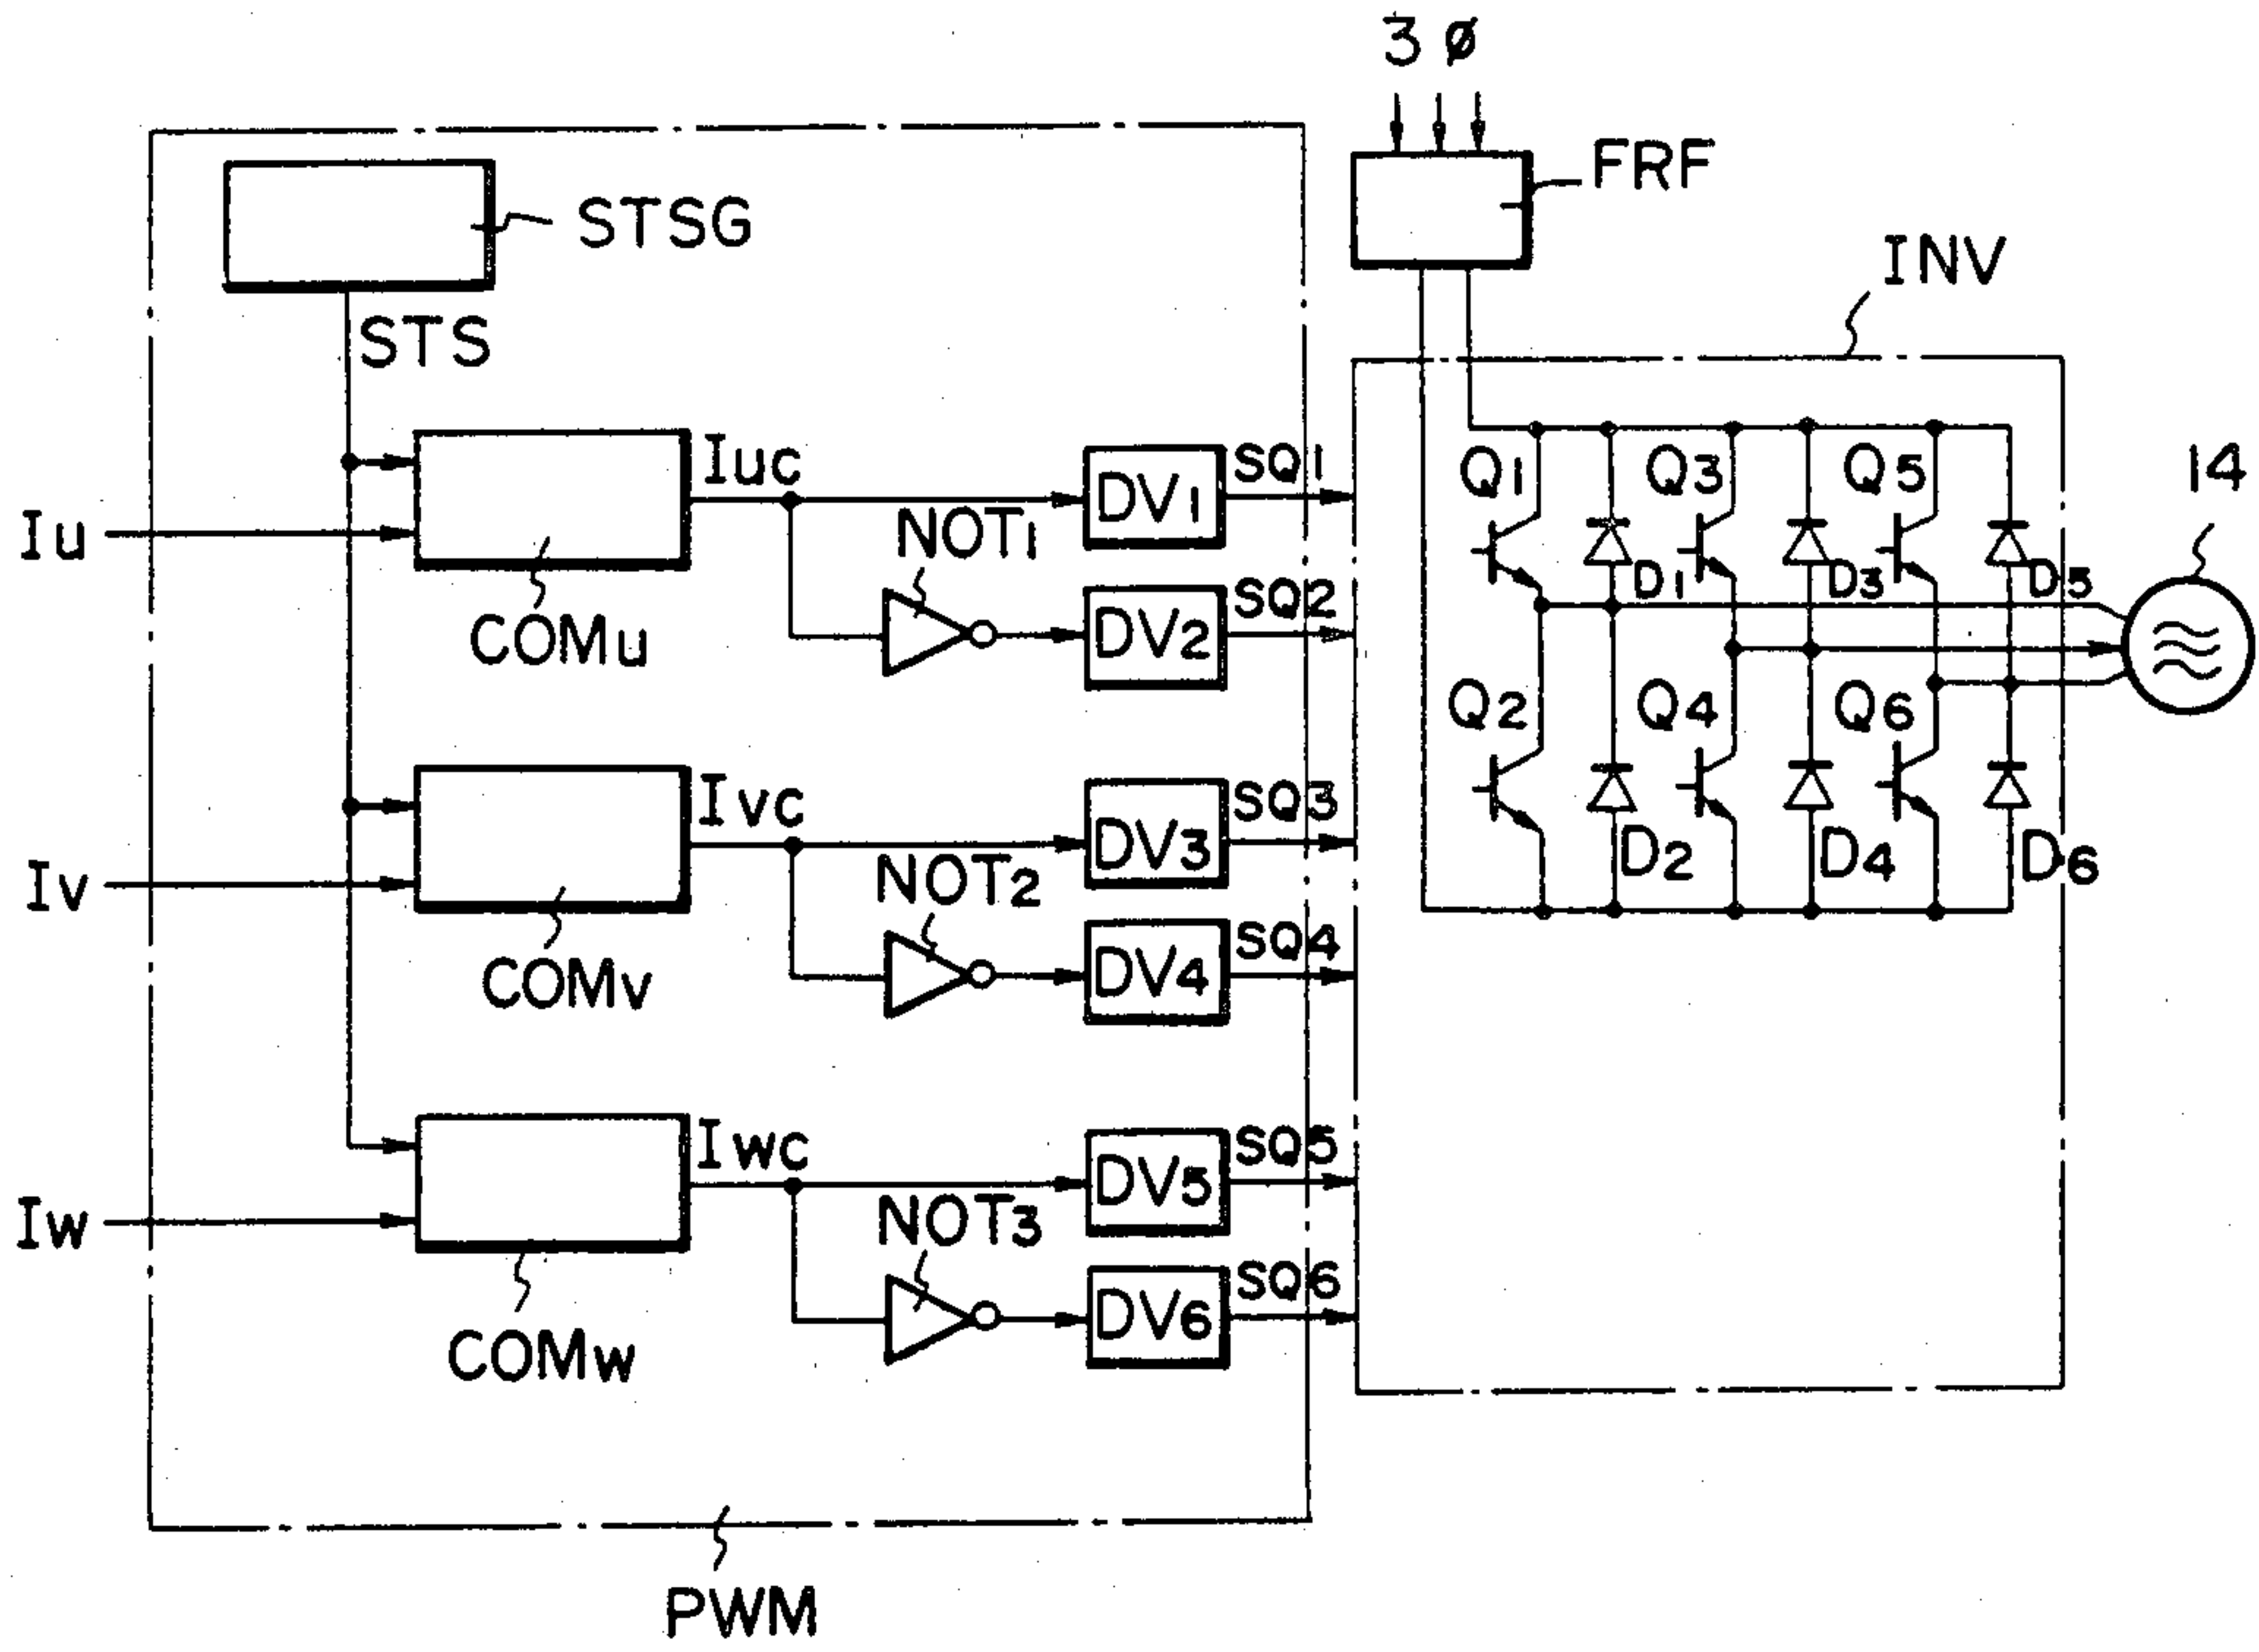 3 ø
FRF
STSG
INV
STS
Iuc
SQ1
Q1
Q3
Q5
14
DV1
Iu
NOT1
D1
D3
D5
SQ2
COMu
DV2
Q2
Q4
Q6
Ivc
SQ3
DV3
D2
D4
D6
Iv
NOT2
SQ4
COMv
DV4
Iwc
SQ5
DV5
Iw
NOT3
SQ6
COMw
DV6
PWM